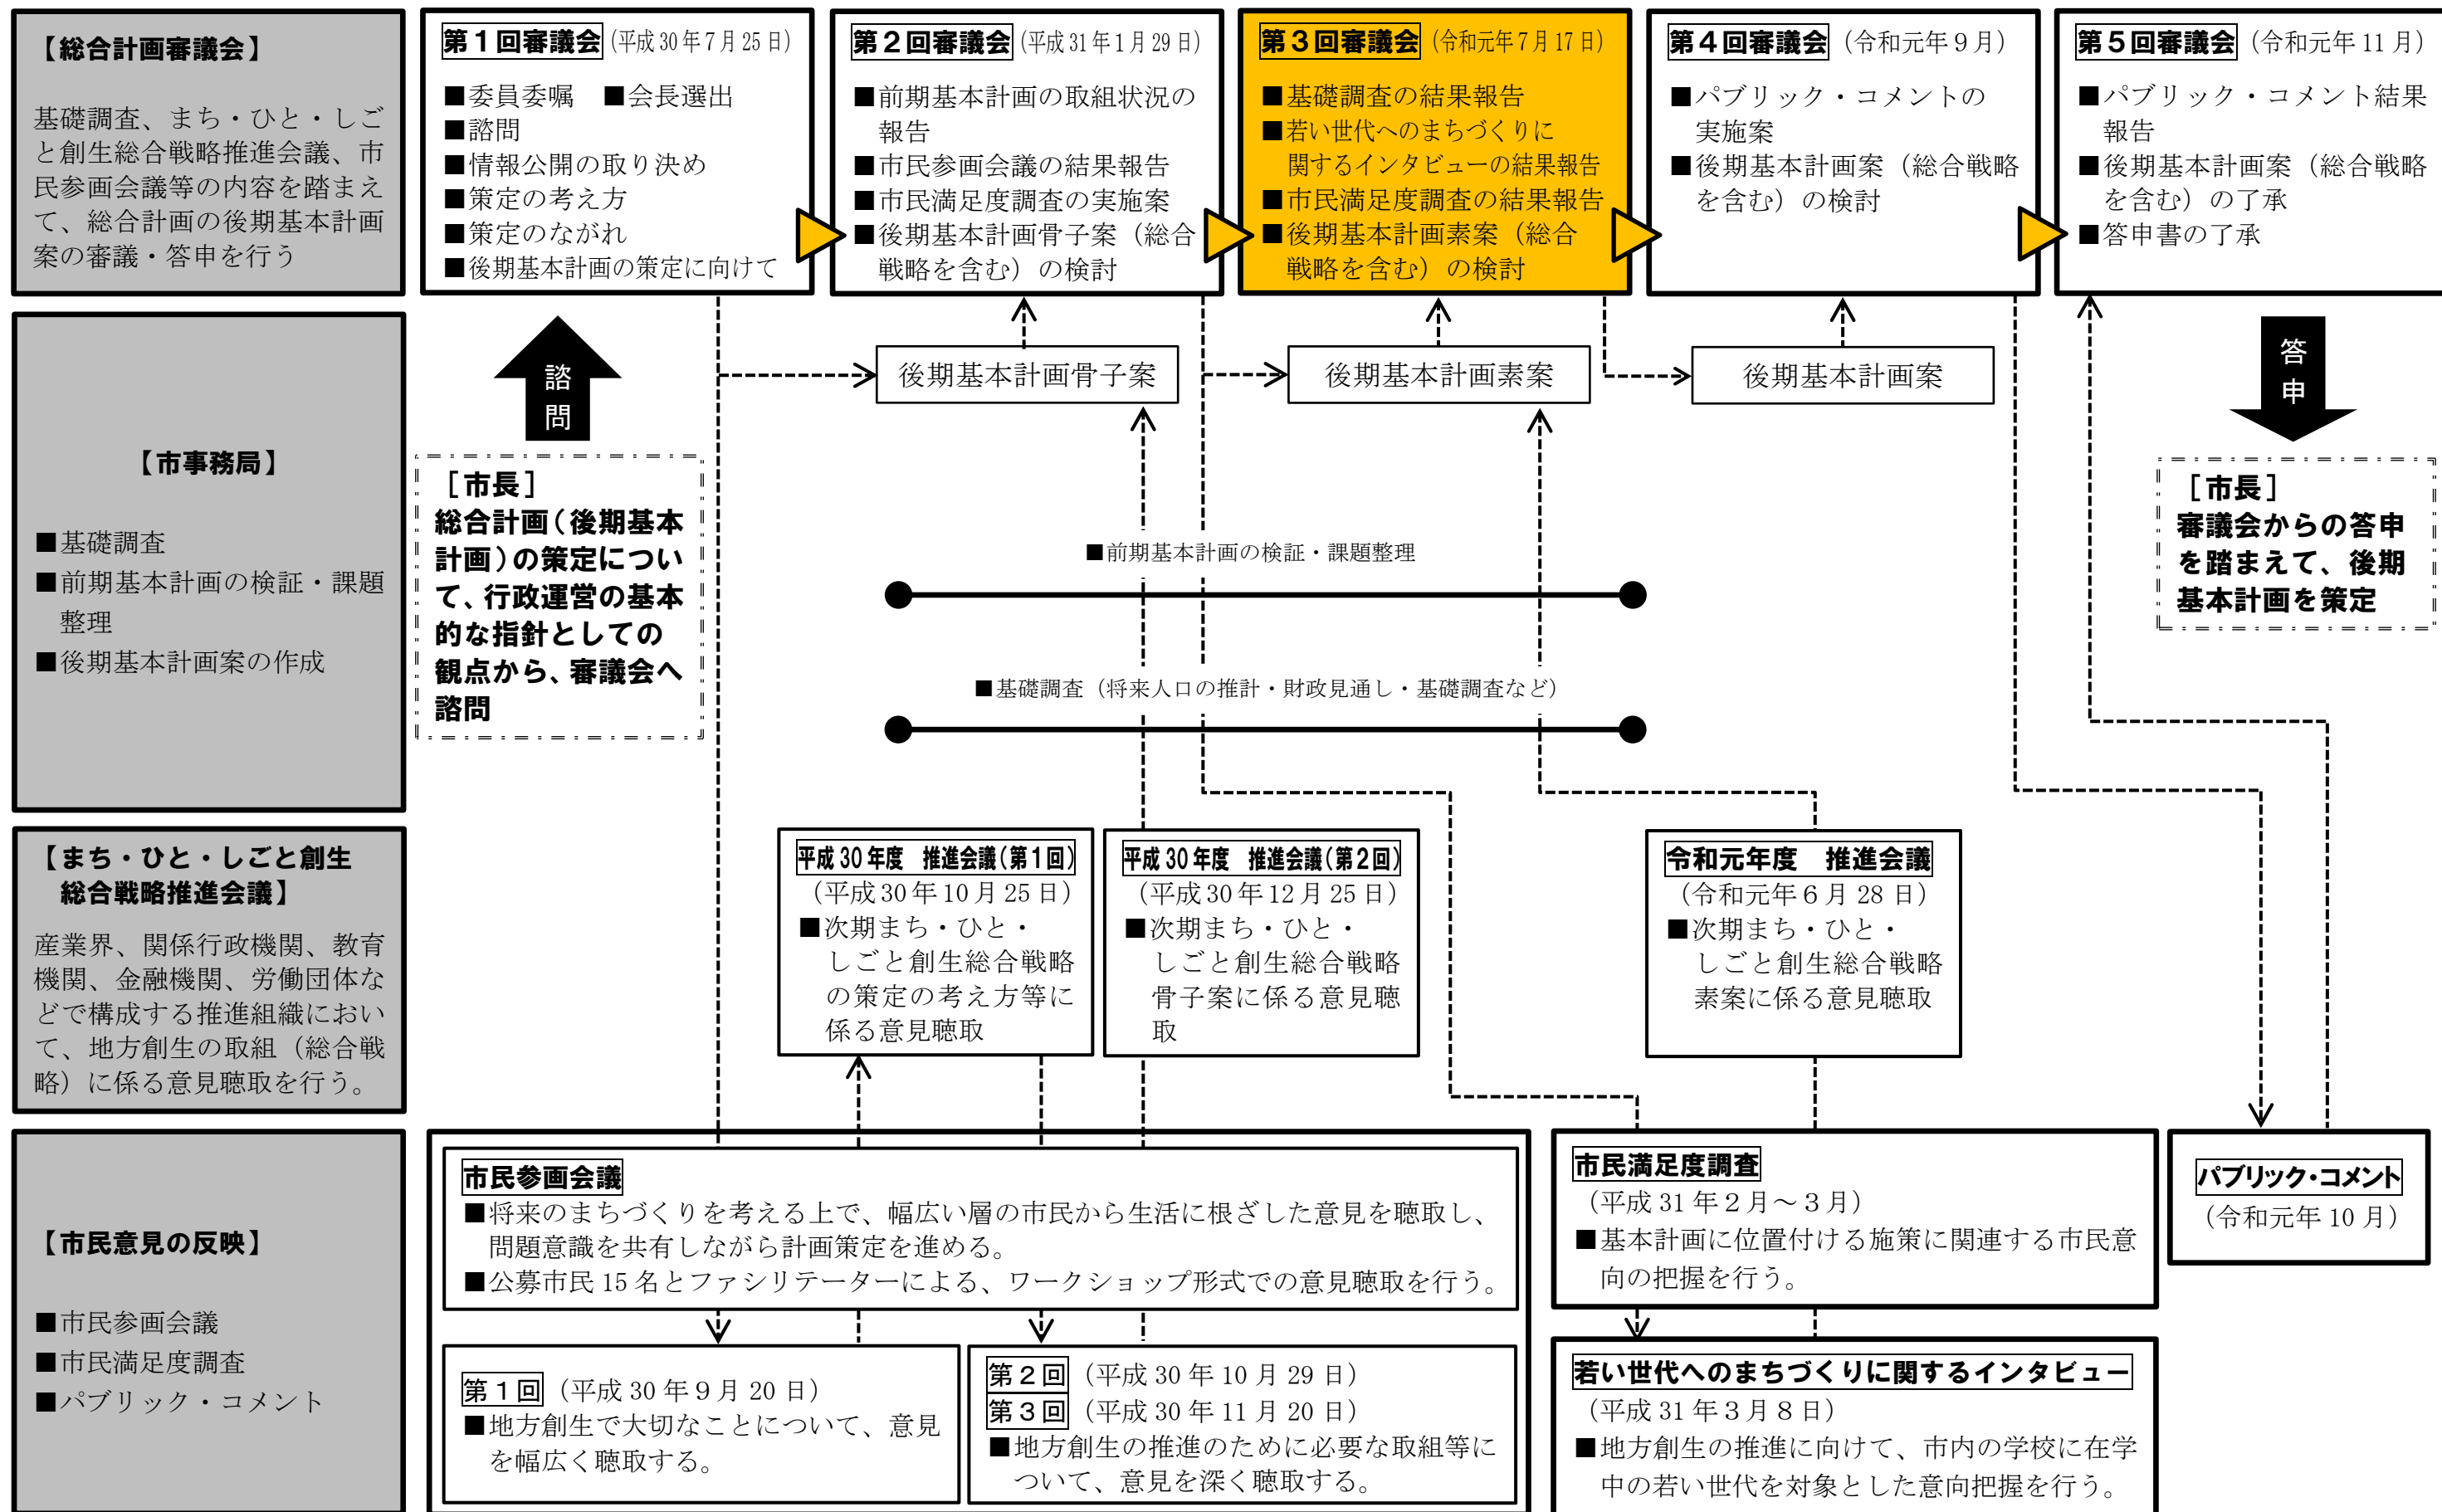 【総合計画審議会】
基礎調査、まち・ひと・しご
と創生総合戦略推進会議、市
民参画会議等の内容を踏まえ
て、総合計画の後期基本計画
案の審議・答申を行う
第１回審議会（平成30年7月25日）
■委員委嘱　■会長選出
■諮問
■情報公開の取り決め
■策定の考え方
■策定のながれ
■後期基本計画の策定に向けて
第２回審議会（平成31年1月29日）
■前期基本計画の取組状況の
報告
■市民参画会議の結果報告
■市民満足度調査の実施案
■後期基本計画骨子案（総合
戦略を含む）の検討
第３回審議会（令和元年7月17日）
■基礎調査の結果報告
■若い世代へのまちづくりに
関するインタビューの結果報告
■市民満足度調査の結果報告
■後期基本計画素案（総合
戦略を含む）の検討
第４回審議会（令和元年９月）
■パブリック・コメントの
実施案
■後期基本計画案（総合戦略
を含む）の検討
第５回審議会（令和元年11月）
■パブリック・コメント結果
報告
■後期基本計画案（総合戦略
を含む）の了承
■答申書の了承
【市事務局】
■基礎調査
■前期基本計画の検証・課題
整理
■後期基本計画案の作成
諮問
後期基本計画骨子案
後期基本計画素案
後期基本計画案
答申
［市長］
総合計画（後期基本
計画）の策定につい
て、行政運営の基本
的な指針としての
観点から、審議会へ
諮問
■前期基本計画の検証・課題整理
■基礎調査（将来人口の推計・財政見通し・基礎調査など）
［市長］
審議会からの答申
を踏まえて、後期
基本計画を策定
【まち・ひと・しごと創生
総合戦略推進会議】
産業界、関係行政機関、教育
機関、金融機関、労働団体な
どで構成する推進組織におい
て、地方創生の取組（総合戦
略）に係る意見聴取を行う。
平成30年度　推進会議（第１回）
（平成30年10月25日）
■次期まち・ひと・
しごと創生総合戦略
の策定の考え方等に
係る意見聴取
平成30年度　推進会議（第２回）
（平成30年12月25日）
■次期まち・ひと・
しごと創生総合戦略
骨子案に係る意見聴
取
令和元年度　推進会議
（令和元年６月28日）
■次期まち・ひと・
しごと創生総合戦略
素案に係る意見聴取
【市民意見の反映】
■市民参画会議
■市民満足度調査
■パブリック・コメント
市民参画会議
■将来のまちづくりを考える上で、幅広い層の市民から生活に根ざした意見を聴取し、
問題意識を共有しながら計画策定を進める。
■公募市民15名とファシリテーターによる、ワークショップ形式での意見聴取を行う。
第１回（平成30年９月20日）
■地方創生で大切なことについて、意見
を幅広く聴取する。
第２回（平成30年10月29日）
第３回（平成30年11月20日）
■地方創生の推進のために必要な取組等に
ついて、意見を深く聴取する。
市民満足度調査
（平成31年２月～３月）
■基本計画に位置付ける施策に関連する市民意
向の把握を行う。
若い世代へのまちづくりに関するインタビュー
（平成31年３月８日）
■地方創生の推進に向けて、市内の学校に在学
中の若い世代を対象とした意向把握を行う。
パブリック・コメント
（令和元年10月）